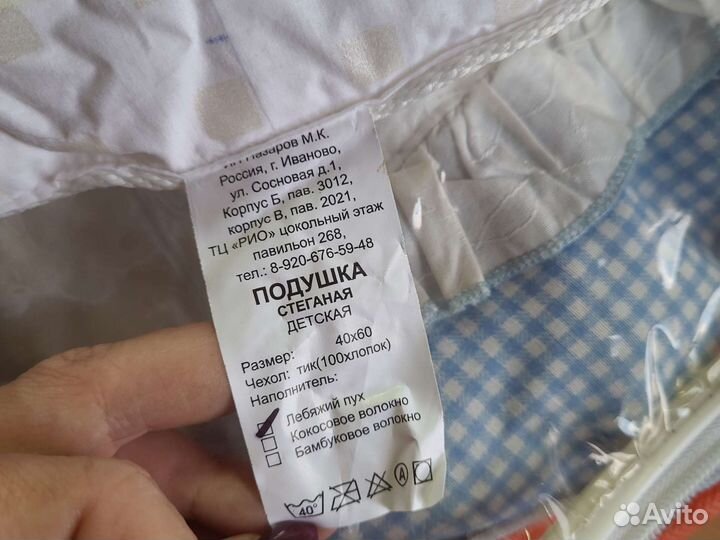 ИП Назаров М.К.
Россия, г. Иваново,
ул. Сосновая д.1,
Корпус Б, пав. 3012,
корпус В, пав. 2021,
ТЦ «РИО» цокольный этаж
павильон 268,
тел.: 8-920-676-59-48
ПОДУШКА
СТЕГАНАЯ
ДЕТСКАЯ
Размер: 40х60
Чехол: тик(100хлопок)
Наполнитель:
Лебяжий пух
Кокосовое волокно
Бамбуковое волокно
40°
A
Avito